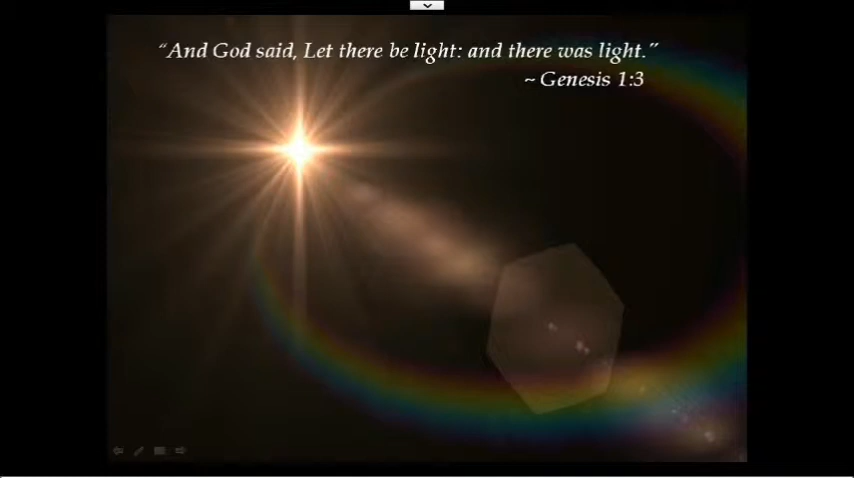 “And God said, Let there be light: and there was light.”
~ Genesis 1:3